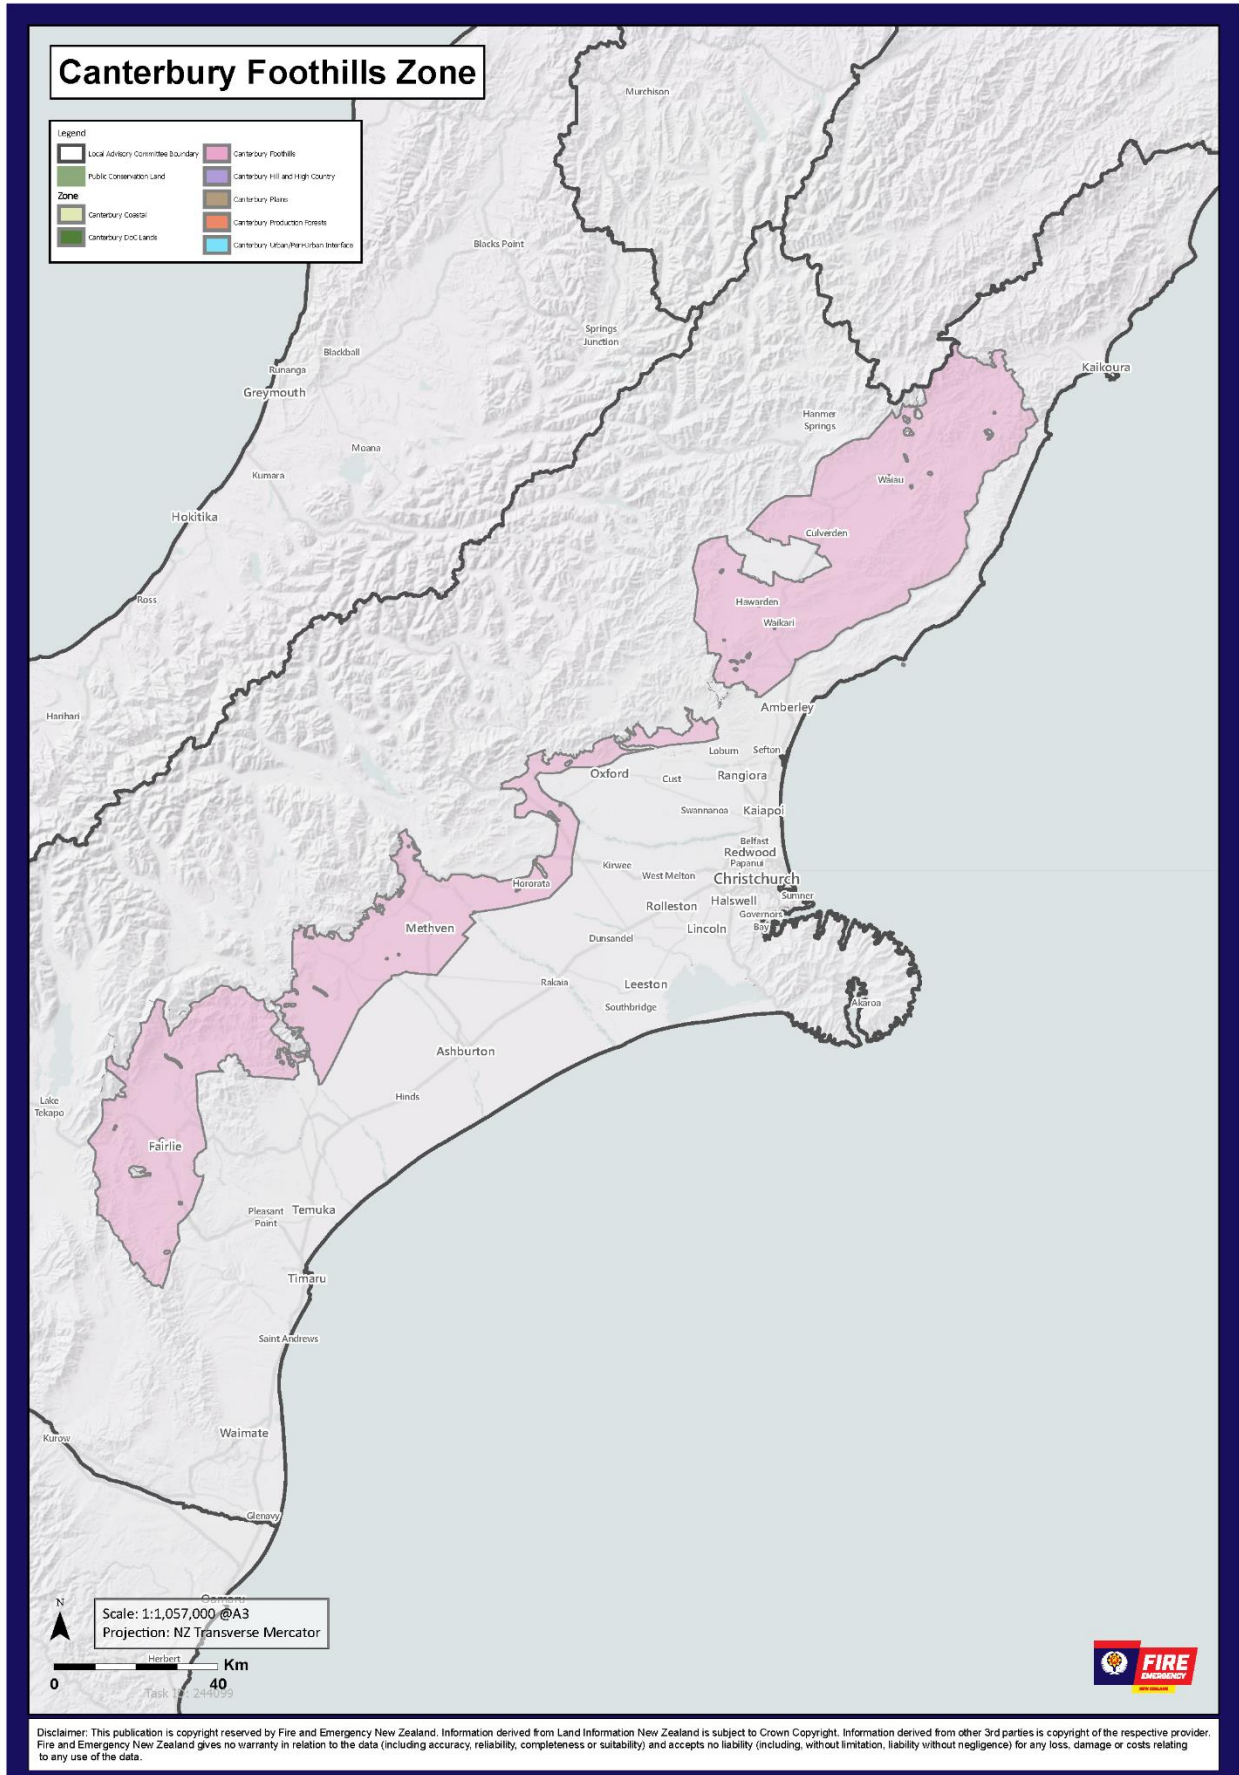 Canterbury Foothills Zone
Legend
Local Advisory Committee Boundary
Public Conservation Land
Zone
Canterbury Coastal
Canterbury DoC Lands
Canterbury Foothills
Canterbury Hill and High Country
Canterbury Plains
Canterbury Production Forests
Canterbury Urban/Peri-Urban Interface
Murchison
Blacks Point
Springs
Junction
Blackball
Runanga
Greymouth
Kaikoura
Hanmer
Springs
Moana
Kumara
Waiau
Hokitika
Culverden
Ross
Hawarden
Waikari
Harihari
Amberley
Loburn
Sefton
Oxford
Cust
Rangiora
Swannanoa
Kaiapoi
Belfast
Redwood
Papanui
Kirwee
West Melton
Christchurch
Hororata
Sumner
Rolleston
Halswell
Governors
Bay
Methven
Lincoln
Dunsandel
Rakaia
Leeston
Southbridge
Akaroa
Ashburton
Lake
Tekapo
Hinds
Fairlie
Pleasant
Point
Temuka
Timaru
Saint Andrews
Waimate
Kurow
Glenavy
Oamaru
N
Scale: 1:1,057,000 @A3
Projection: NZ Transverse Mercator
Herbert
Km
0
40
Task ID: 244099
FIRE
EMERGENCY
NEW ZEALAND
Disclaimer: This publication is copyright reserved by Fire and Emergency New Zealand. Information derived from Land Information New Zealand is subject to Crown Copyright. Information derived from other 3rd parties is copyright of the respective provider.
Fire and Emergency New Zealand gives no warranty in relation to the data (including accuracy, reliability, completeness or suitability) and accepts no liability (including, without limitation, liability without negligence) for any loss, damage or costs relating
to any use of the data.